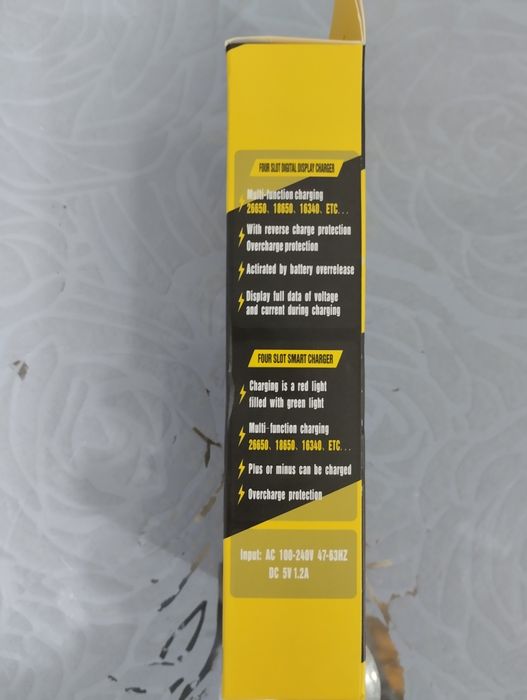 FOUR SLOT DIGITAL DISPLAY CHARGER
Multi-function charging
26650、18650、16340、ETC...
With reverse charge protection
Overcharge protection
Actirated by battery overrelease
Display full data of voltage
and current during charging
FOUR SLOT SMART CHARGER
Charging is a red light
filled with green light
Multi-function charging
26650、18650、16340、ETC...
Plus or minus can be charged
Overcharge protection
Input: AC 100-240V 47-63HZ
DC 5V 1.2A